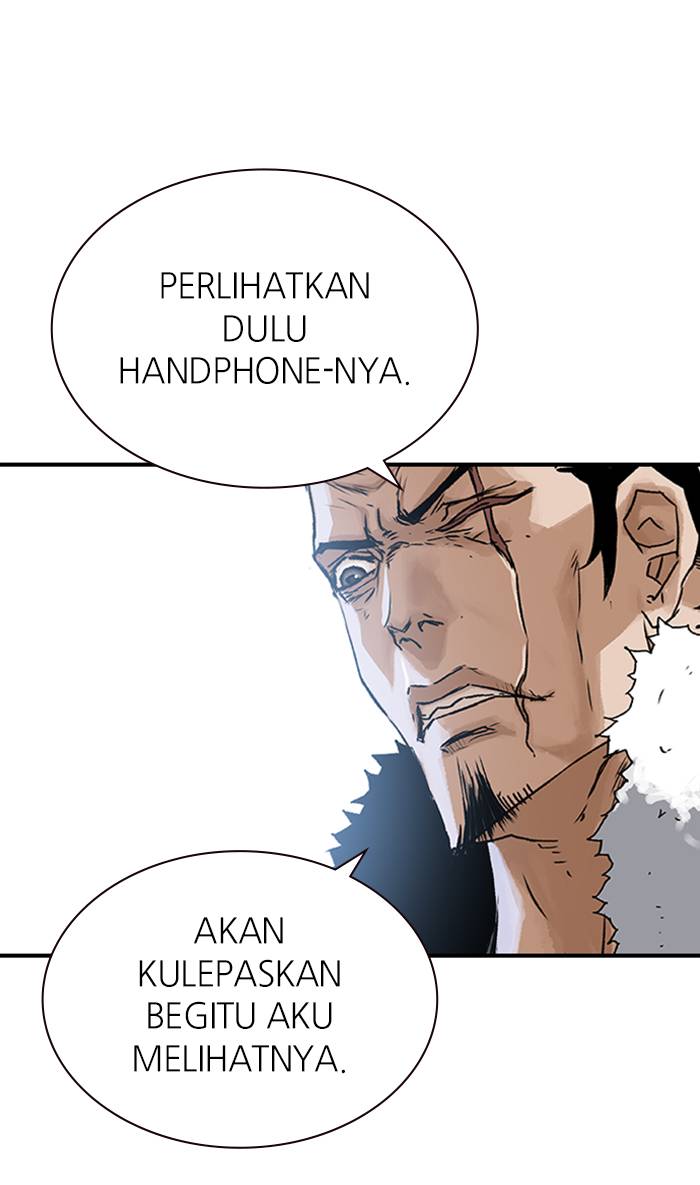 PERLIHATKAN
DULU
HANDPHONE-NYA.
AKAN
KULEPASKAN
BEGITU AKU
MELIHATNYA.